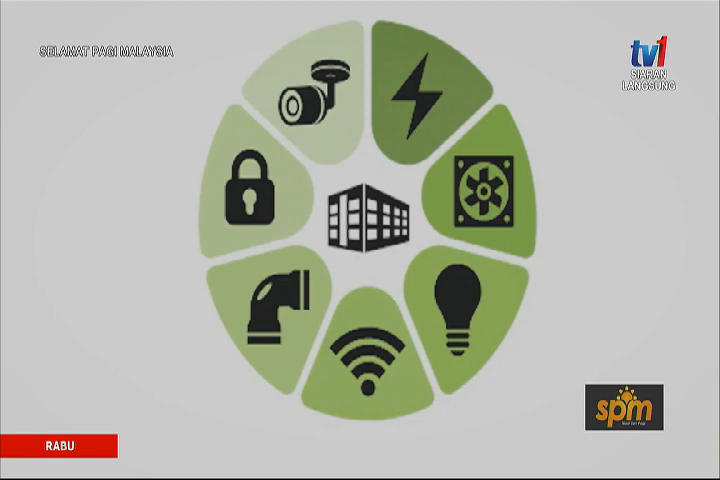 SELAMAT PAGI MALAYSIA
tv1
SIARAN
LANGSUNG
spm
RABU